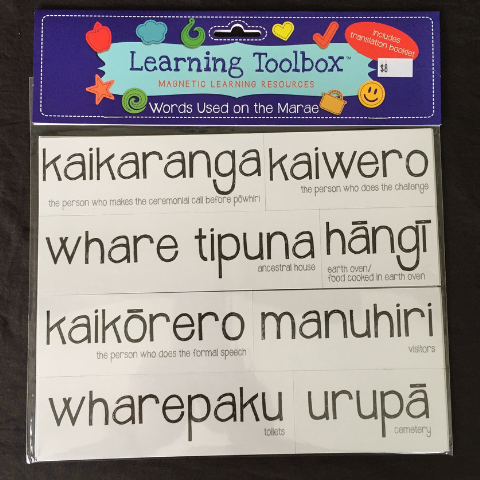 includes
translation booklet
$8
Learning Toolbox™
MAGNETIC LEARNING RESOURCES
Words Used on the Marae
kaikaranga
the person who makes the ceremonial call before pōwhiri
kaiwero
the person who does the challenge
whare tipuna
ancestral house
hāngī
earth oven/
food cooked in earth oven
kaikōrero
the person who does the formal speech
manuhiri
visitors
wharepaku
toilets
urupā
cemetery